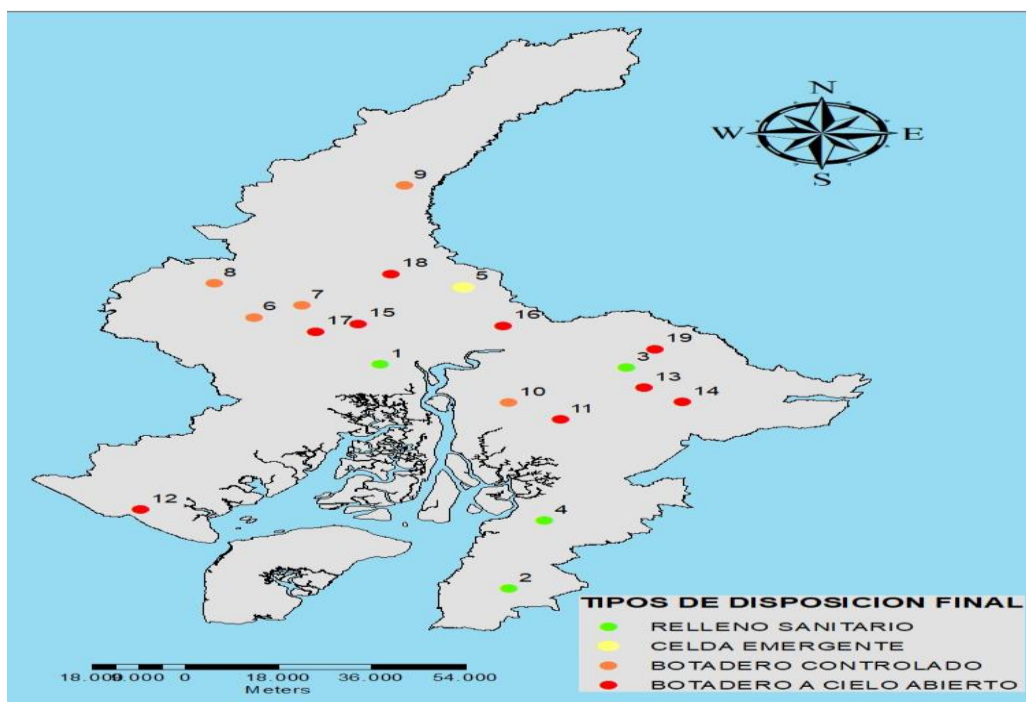 N
W E
S
9
18
8
5
7
6
15
17
16
19
1
3
13
10
14
11
12
4
2
TIPOS DE DISPOSICION FINAL
RELLENO SANITARIO
CELDA EMERGENTE
BOTADERO CONTROLADO
BOTADERO A CIELO ABIERTO
0 18.000 36.000 54.000
Meters